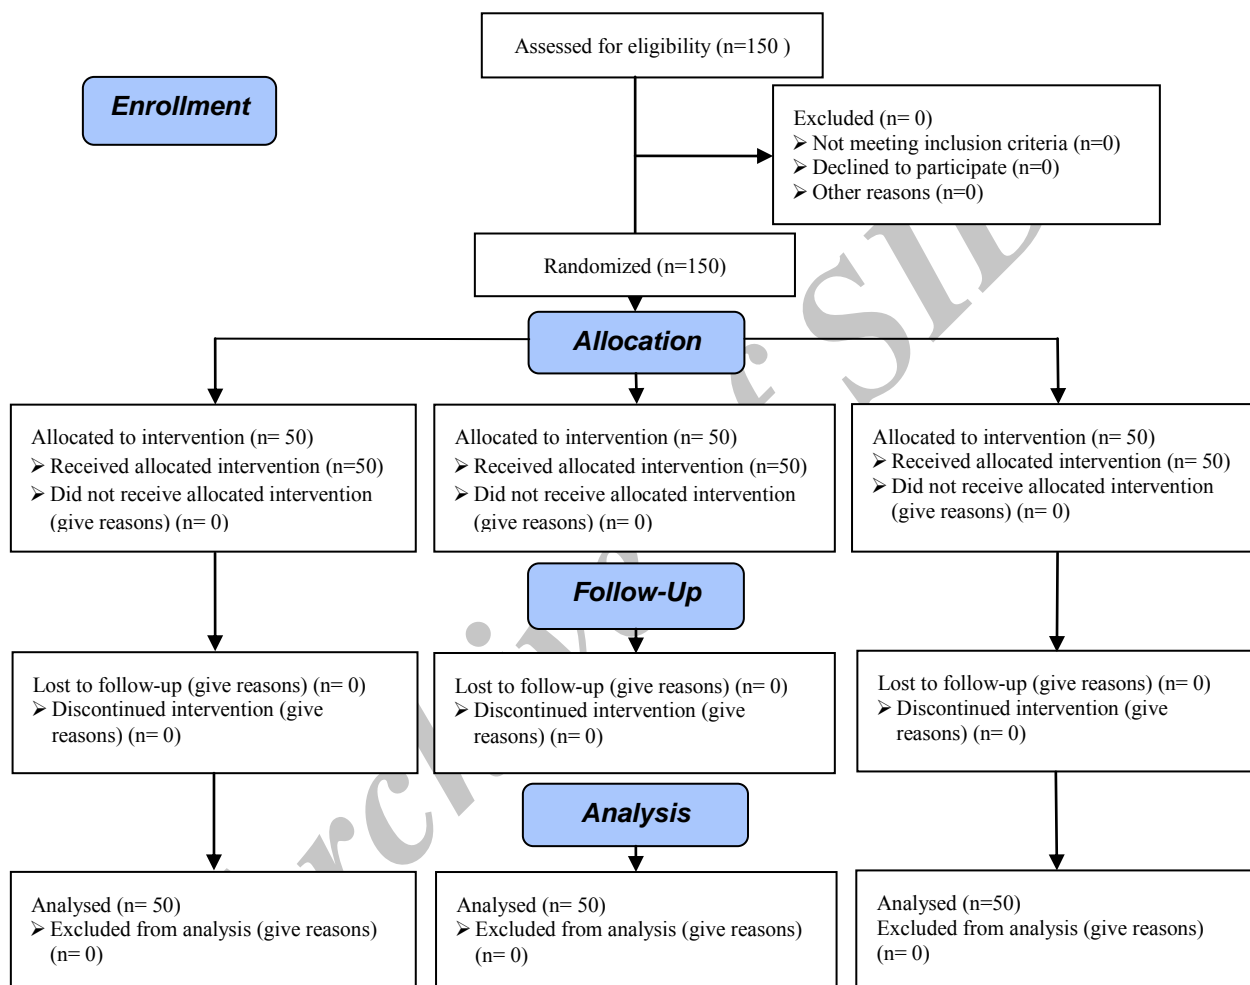 Assessed for eligibility (n=150 )
Enrollment
Excluded (n= 0)
➢ Not meeting inclusion criteria (n=0)
➢ Declined to participate (n=0)
➢ Other reasons (n=0)
Randomized (n=150)
Allocation
Allocated to intervention (n= 50)
➢ Received allocated intervention (n=50)
➢ Did not receive allocated intervention
(give reasons) (n= 0)
Allocated to intervention (n= 50)
➢ Received allocated intervention (n=50)
➢ Did not receive allocated intervention
(give reasons) (n= 0)
Allocated to intervention (n= 50)
➢ Received allocated intervention (n= 50)
➢ Did not receive allocated intervention
(give reasons) (n= 0)
Follow-Up
Lost to follow-up (give reasons) (n= 0)
➢ Discontinued intervention (give
reasons) (n= 0)
Lost to follow-up (give reasons) (n= 0)
➢ Discontinued intervention (give
reasons) (n= 0)
Lost to follow-up (give reasons) (n= 0)
➢ Discontinued intervention (give
reasons) (n= 0)
Analysis
Analysed (n= 50)
➢ Excluded from analysis (give reasons)
(n= 0)
Analysed (n= 50)
➢ Excluded from analysis (give reasons)
(n= 0)
Analysed (n=50)
Excluded from analysis (give reasons)
(n= 0)